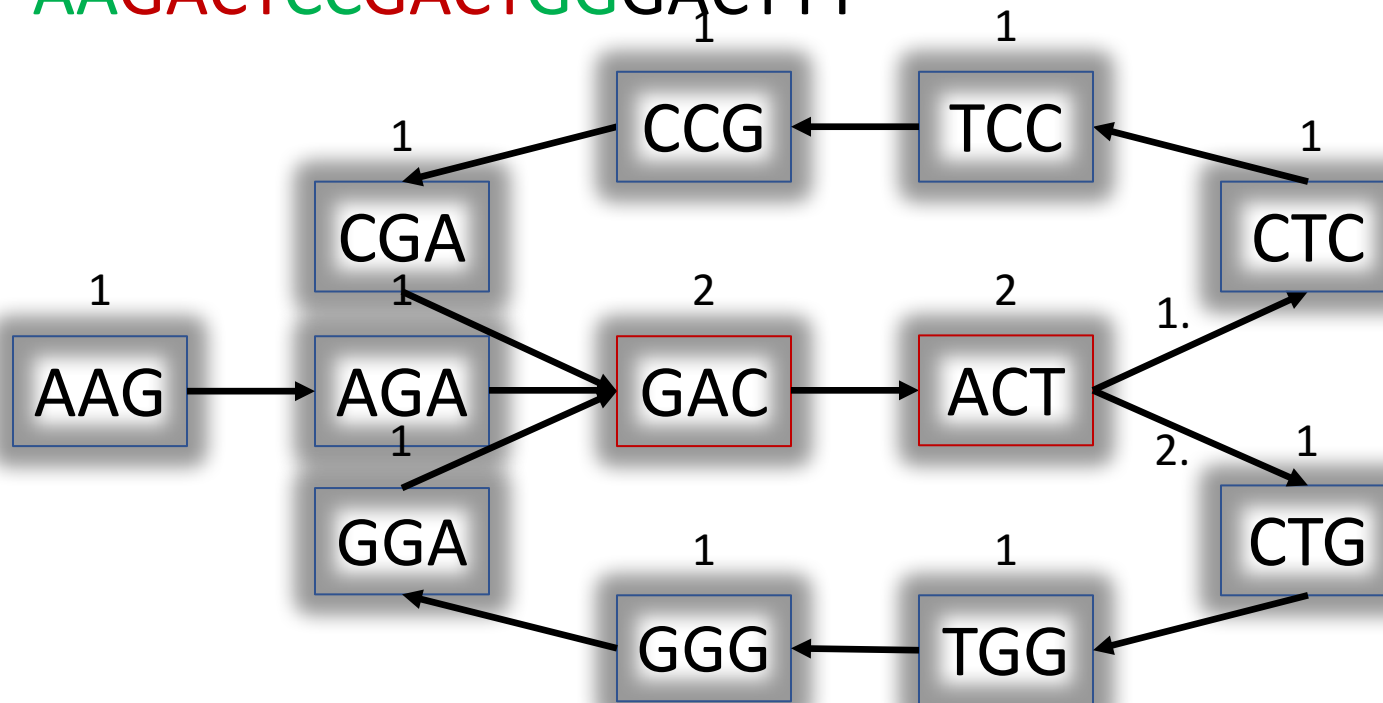 AAGACTCCGACTGGGACTTT
1 1
CCG TCC
1 1
CGA CTC
1 1 2 2
1.
AAG AGA GAC ACT
1 2. 1
GGA CTG
1 1
GGG TGG